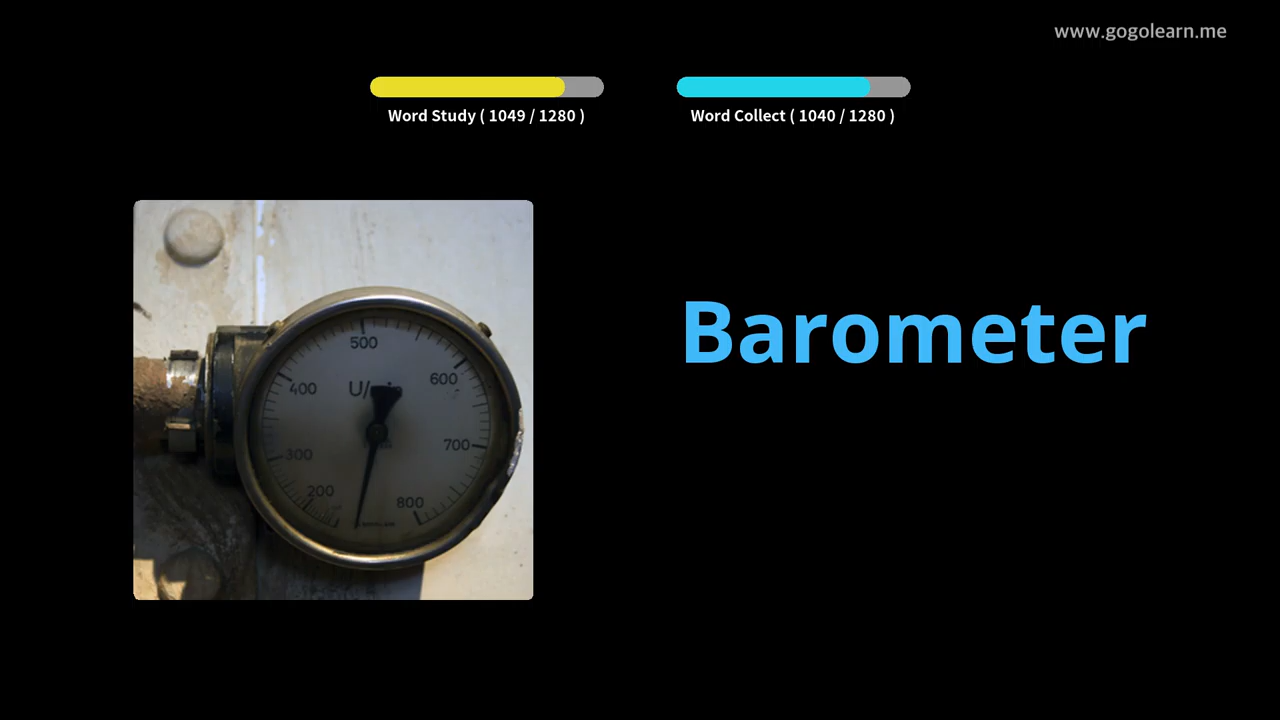 www.gogolearn.me
Word Study ( 1049 / 1280 )
Word Collect ( 1040 / 1280 )
Barometer
500
400
600
U/
300
700
200
800